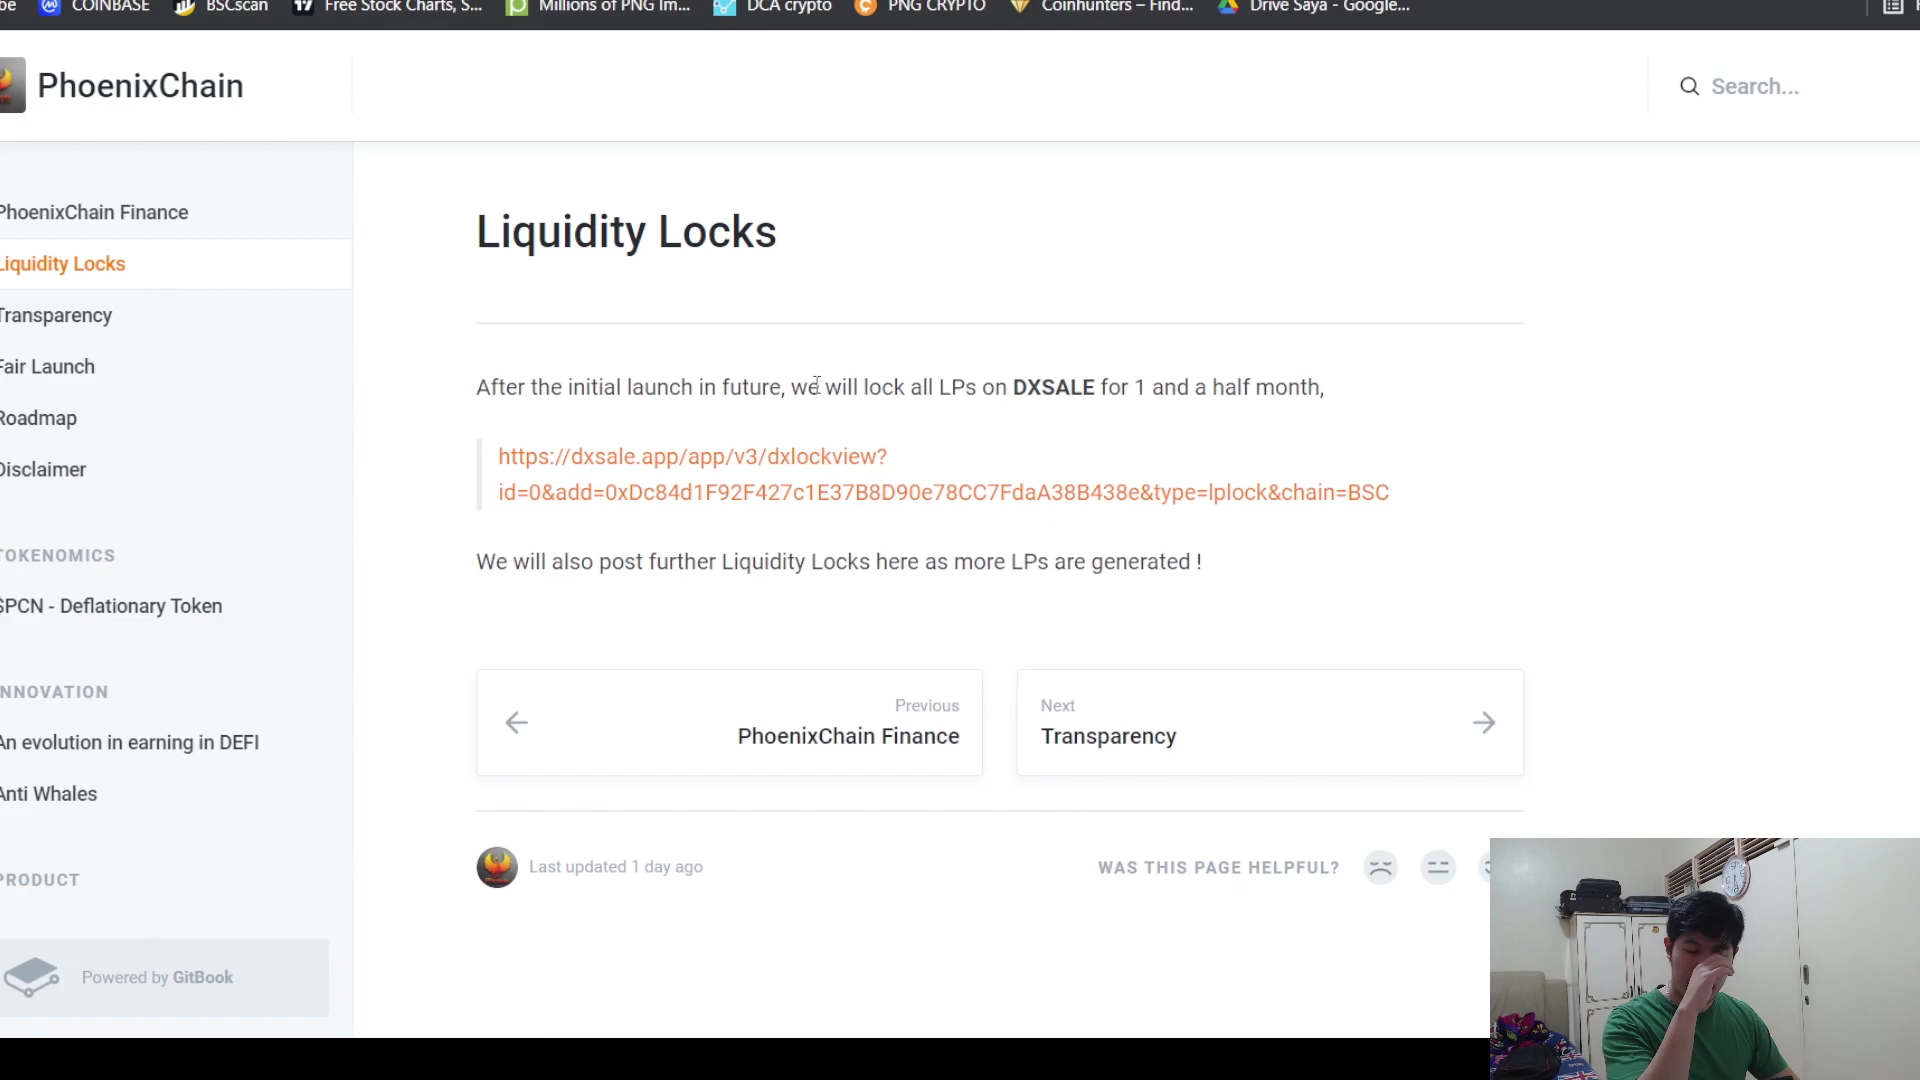 COINBASE
BSCscan
Free Stock Charts, S...
Millions of PNG Im...
DCA crypto
PNG CRYPTO
Coinhunters – Find...
Drive Saya - Google...
PhoenixChain
Search...
PhoenixChain Finance
Liquidity Locks
Transparency
Fair Launch
Roadmap
Disclaimer
TOKENOMICS
$PCN - Deflationary Token
INNOVATION
An evolution in earning in DEFI
Anti Whales
PRODUCT
Powered by GitBook
Liquidity Locks
After the initial launch in future, we will lock all LPs on DXSALE for 1 and a half month,
https://dxsale.app/app/v3/dxlockview?
id=0&add=0xDc84d1F92F427c1E37B8D90e78CC7FdaA38B438e&type=lplock&chain=BSC
We will also post further Liquidity Locks here as more LPs are generated !
Previous
PhoenixChain Finance
Next
Transparency
Last updated 1 day ago
WAS THIS PAGE HELPFUL?